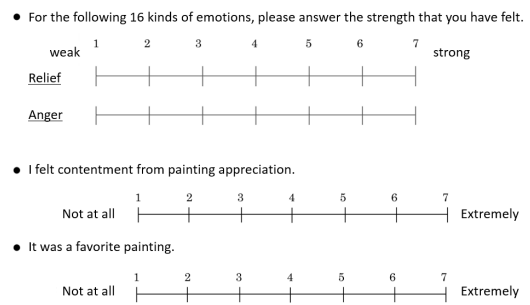 ● For the following 16 kinds of emotions, please answer the strength that you have felt.
weak 1 2 3 4 5 6 7 strong
Relief
Anger
● I felt contentment from painting appreciation.
1 2 3 4 5 6 7
Not at all Extremely
● It was a favorite painting.
1 2 3 4 5 6 7
Not at all Extremely